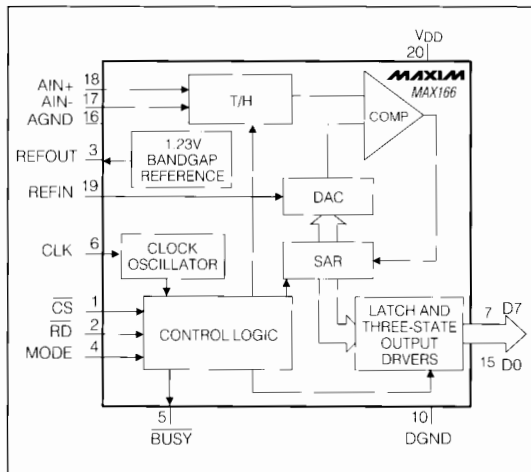 VDD
20
MAXIM
MAX166
AIN+ 18
AIN- 17
AGND 16
T/H
COMP
REFOUT 3
1.23V
BANDGAP
REFERENCE
REFIN 19
DAC
CLK 6
CLOCK
OSCILLATOR
SAR
CS 1
RD 2
MODE 4
CONTROL LOGIC
LATCH AND
THREE-STATE
OUTPUT
DRVERS
7 D7
15 D0
5
BUSY
10
DGND